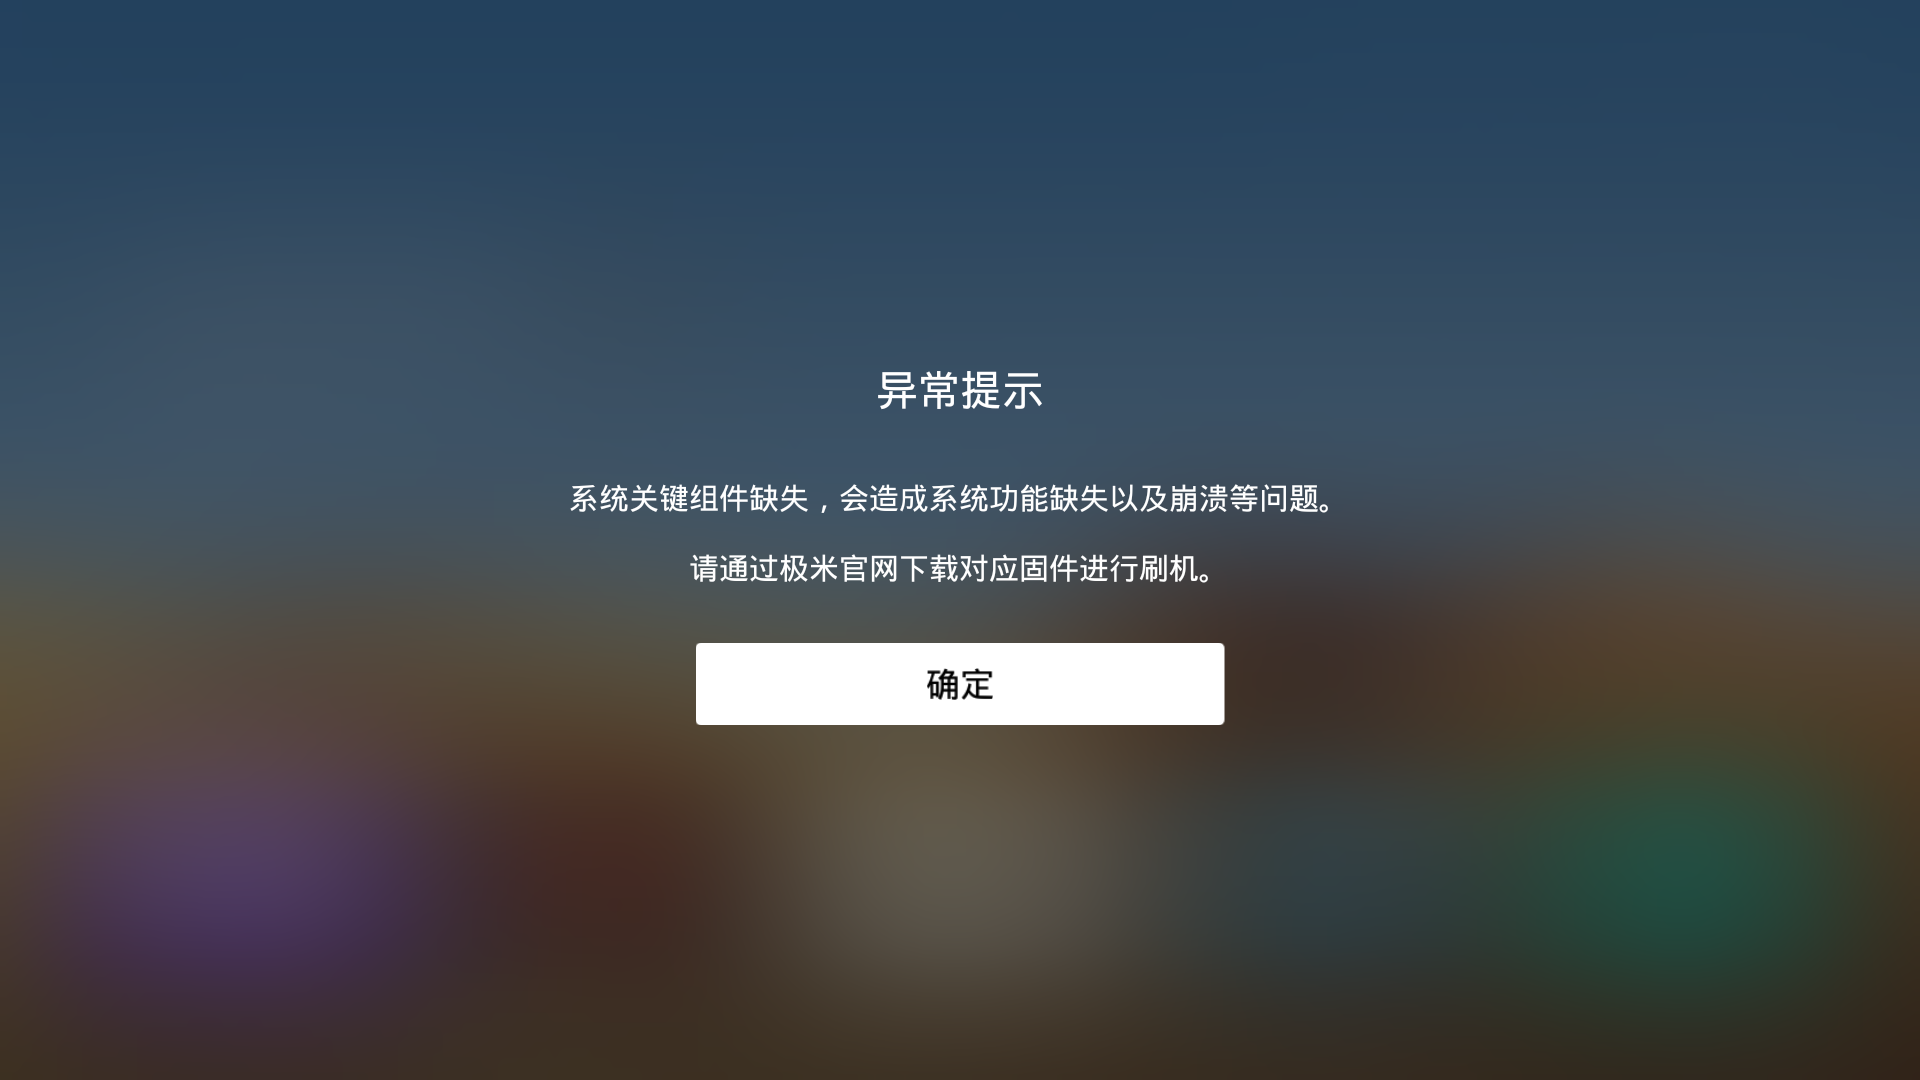 异常提示
系统关键组件缺失，会造成系统功能缺失以及崩溃等问题。
请通过极米官网下载对应固件进行刷机。
确定